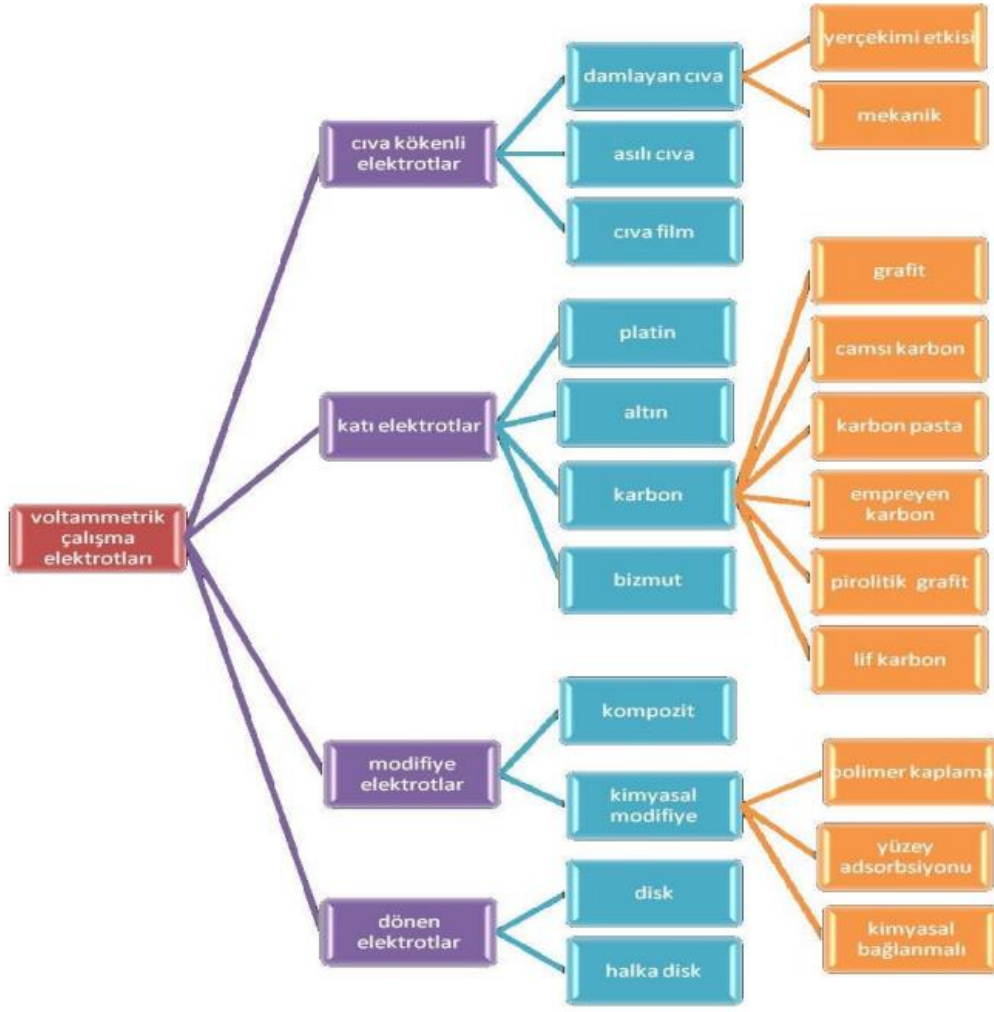 voltammetrik
çalışma
elektrotları
cıva kökenli
elektrotlar
damlayan cıva
yerçekimi etkisi
mekanik
asılı cıva
cıva film
katı elektrotlar
platin
altın
karbon
grafit
camsı karbon
karbon pasta
empreyen
karbon
pirolitik grafit
lif karbon
bizmut
modifiye
elektrotlar
kompozit
kimyasal
modifiye
polimer kaplama
yüzey
adsorbsiyonu
kimyasal
bağlanmalı
dönen
elektrotlar
disk
halka disk